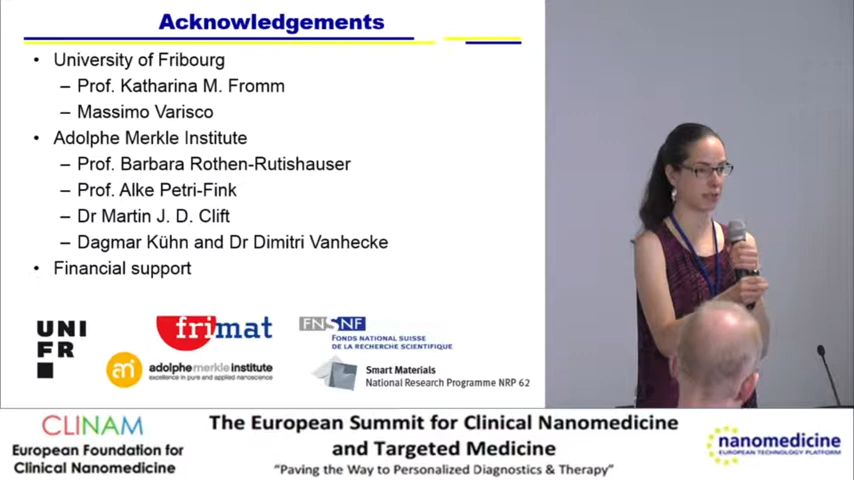 Acknowledgements
• University of Fribourg
– Prof. Katharina M. Fromm
– Massimo Varisco
• Adolphe Merkle Institute
– Prof. Barbara Rothen-Rutishauser
– Prof. Alke Petri-Fink
– Dr Martin J. D. Clift
– Dagmar Kühn and Dr Dimitri Vanhecke
• Financial support
UNI
FR
frimat
ami
adolphe merkle institute
excellence in pure and applied nanoscience
FNSNF
FONDS NATIONAL SUISSE
DE LA RECHERCHE SCIENTIFIQUE
Smart Materials
National Research Programme NRP 62
CLINAM
European Foundation for
Clinical Nanomedicine
The European Summit for Clinical Nanomedicine
and Targeted Medicine
“Paving the Way to Personalized Diagnostics & Therapy”
nanomedicine
EUROPEAN TECHNOLOGY PLATFORM